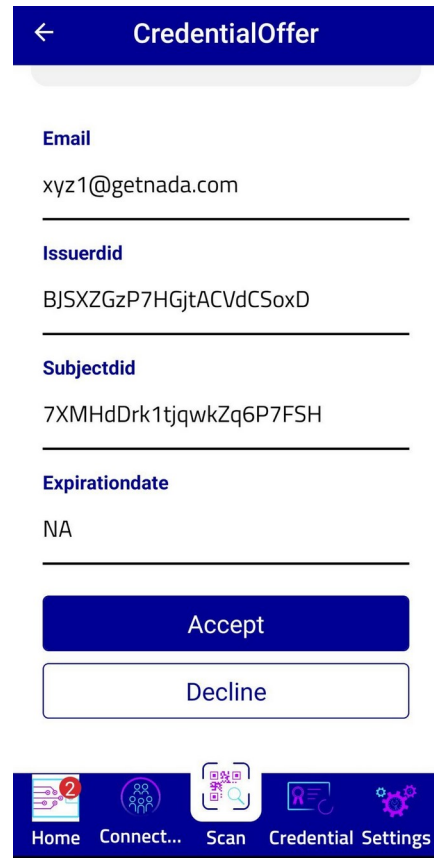 CredentialOffer
Email
xyz1@getnada.com
Issuerdid
BJSXZGzP7HGjtACVdCSoxD
Subjectdid
7XMHdDrk1tjqwkZq6P7FSH
Expirationdate
NA
Accept
Decline
2
Home Connect... Scan Credential Settings